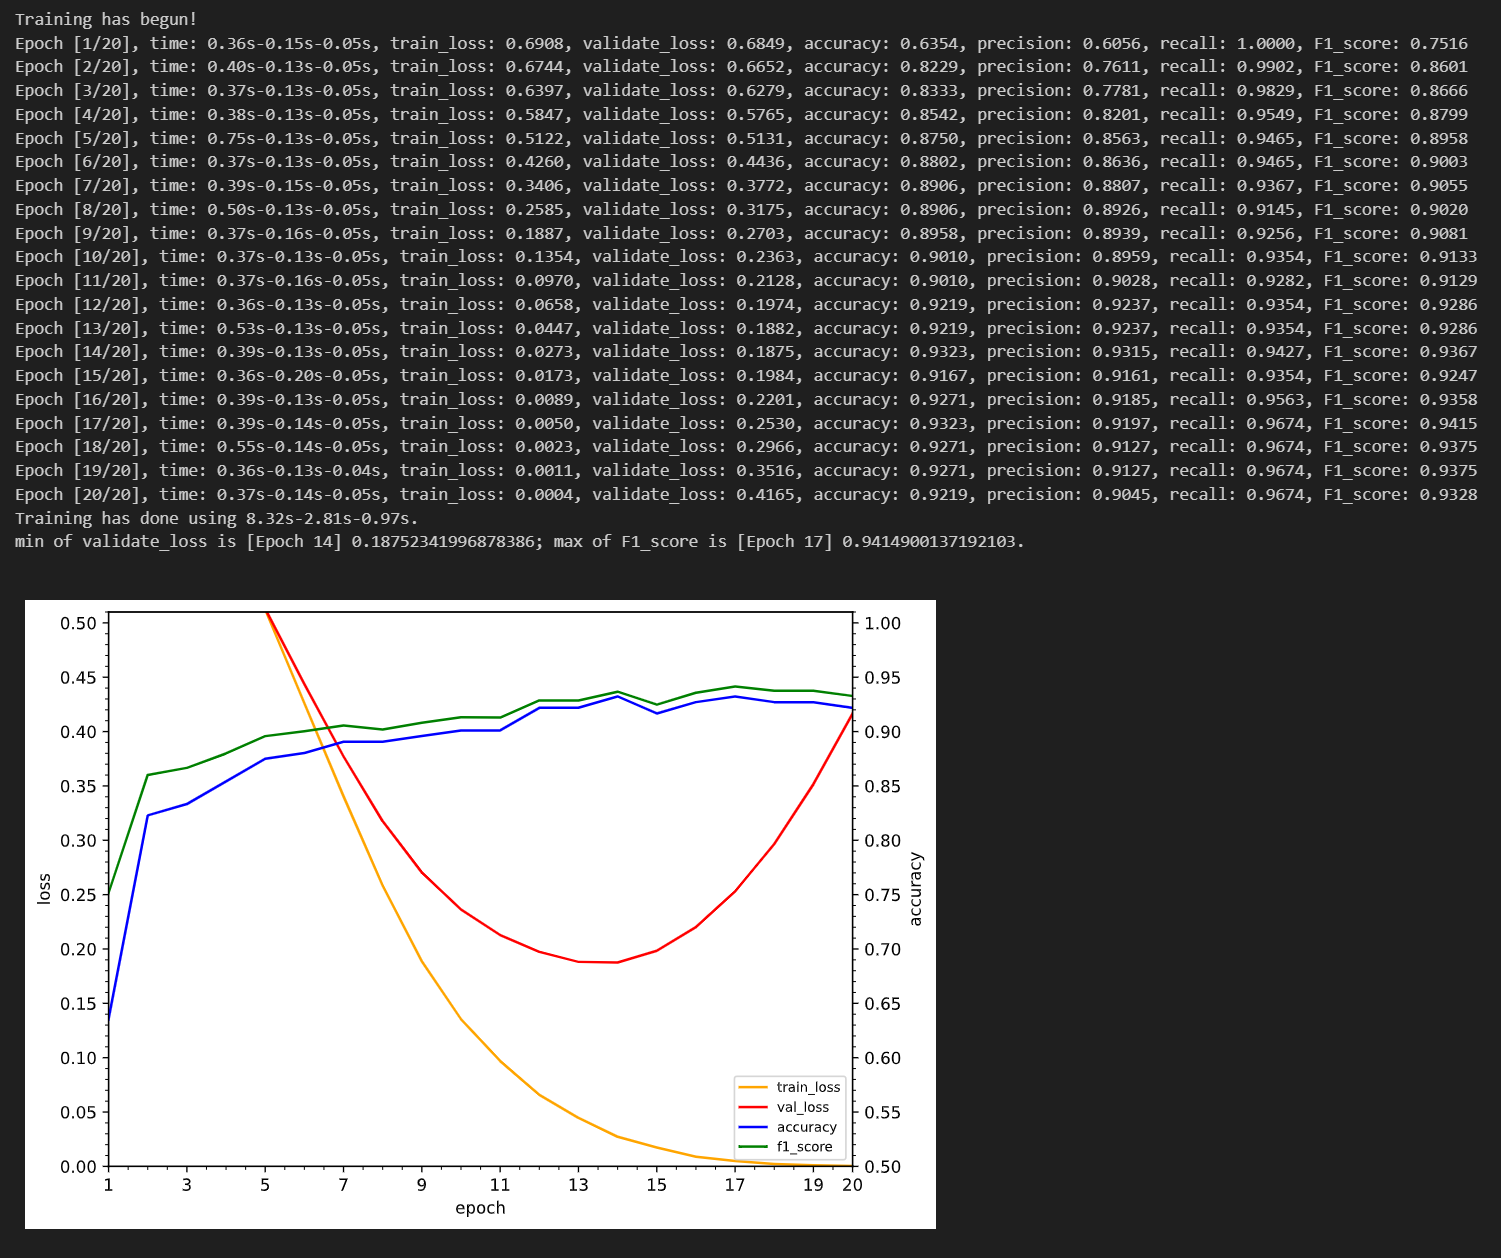 Training has begun!
Epoch [1/20], time: 0.36s-0.15s-0.05s, train_loss: 0.6908, validate_loss: 0.6849, accuracy: 0.6354, precision: 0.6056, recall: 1.0000, F1_score: 0.7516
Epoch [2/20], time: 0.40s-0.13s-0.05s, train_loss: 0.6744, validate_loss: 0.6652, accuracy: 0.8229, precision: 0.7611, recall: 0.9902, F1_score: 0.8601
Epoch [3/20], time: 0.37s-0.13s-0.05s, train_loss: 0.6397, validate_loss: 0.6279, accuracy: 0.8333, precision: 0.7781, recall: 0.9829, F1_score: 0.8666
Epoch [4/20], time: 0.38s-0.13s-0.05s, train_loss: 0.5847, validate_loss: 0.5765, accuracy: 0.8542, precision: 0.8201, recall: 0.9549, F1_score: 0.8799
Epoch [5/20], time: 0.75s-0.13s-0.05s, train_loss: 0.5122, validate_loss: 0.5131, accuracy: 0.8750, precision: 0.8563, recall: 0.9465, F1_score: 0.8958
Epoch [6/20], time: 0.37s-0.13s-0.05s, train_loss: 0.4260, validate_loss: 0.4436, accuracy: 0.8802, precision: 0.8636, recall: 0.9465, F1_score: 0.9003
Epoch [7/20], time: 0.39s-0.15s-0.05s, train_loss: 0.3406, validate_loss: 0.3772, accuracy: 0.8906, precision: 0.8807, recall: 0.9367, F1_score: 0.9055
Epoch [8/20], time: 0.50s-0.13s-0.05s, train_loss: 0.2585, validate_loss: 0.3175, accuracy: 0.8906, precision: 0.8926, recall: 0.9145, F1_score: 0.9020
Epoch [9/20], time: 0.37s-0.16s-0.05s, train_loss: 0.1887, validate_loss: 0.2703, accuracy: 0.8958, precision: 0.8939, recall: 0.9256, F1_score: 0.9081
Epoch [10/20], time: 0.37s-0.13s-0.05s, train_loss: 0.1354, validate_loss: 0.2363, accuracy: 0.9010, precision: 0.8959, recall: 0.9354, F1_score: 0.9133
Epoch [11/20], time: 0.37s-0.16s-0.05s, train_loss: 0.0970, validate_loss: 0.2128, accuracy: 0.9010, precision: 0.9028, recall: 0.9282, F1_score: 0.9129
Epoch [12/20], time: 0.36s-0.13s-0.05s, train_loss: 0.0658, validate_loss: 0.1974, accuracy: 0.9219, precision: 0.9237, recall: 0.9354, F1_score: 0.9286
Epoch [13/20], time: 0.53s-0.13s-0.05s, train_loss: 0.0447, validate_loss: 0.1882, accuracy: 0.9219, precision: 0.9237, recall: 0.9354, F1_score: 0.9286
Epoch [14/20], time: 0.39s-0.13s-0.05s, train_loss: 0.0273, validate_loss: 0.1875, accuracy: 0.9323, precision: 0.9315, recall: 0.9427, F1_score: 0.9367
Epoch [15/20], time: 0.36s-0.20s-0.05s, train_loss: 0.0173, validate_loss: 0.1984, accuracy: 0.9167, precision: 0.9161, recall: 0.9354, F1_score: 0.9247
Epoch [16/20], time: 0.39s-0.13s-0.05s, train_loss: 0.0089, validate_loss: 0.2201, accuracy: 0.9271, precision: 0.9185, recall: 0.9563, F1_score: 0.9358
Epoch [17/20], time: 0.39s-0.14s-0.05s, train_loss: 0.0050, validate_loss: 0.2530, accuracy: 0.9323, precision: 0.9197, recall: 0.9674, F1_score: 0.9415
Epoch [18/20], time: 0.55s-0.14s-0.05s, train_loss: 0.0023, validate_loss: 0.2966, accuracy: 0.9271, precision: 0.9127, recall: 0.9674, F1_score: 0.9375
Epoch [19/20], time: 0.36s-0.13s-0.04s, train_loss: 0.0011, validate_loss: 0.3516, accuracy: 0.9271, precision: 0.9127, recall: 0.9674, F1_score: 0.9375
Epoch [20/20], time: 0.37s-0.14s-0.05s, train_loss: 0.0004, validate_loss: 0.4165, accuracy: 0.9219, precision: 0.9045, recall: 0.9674, F1_score: 0.9328
Training has done using 8.32s-2.81s-0.97s.
min of validate_loss is [Epoch 14] 0.18752341996878386; max of F1_score is [Epoch 17] 0.9414900137192103.
0.50 1.00
0.45 0.95
0.40 0.90
0.35 0.85
0.30 0.80
loss accuracy
0.25 0.75
0.20 0.70
0.15 0.65
0.10 0.60
train_loss
0.05 0.55
val_loss
accuracy
f1_score
0.00 0.50
1 3 5 7 9 11 13 15 17 19 20
epoch